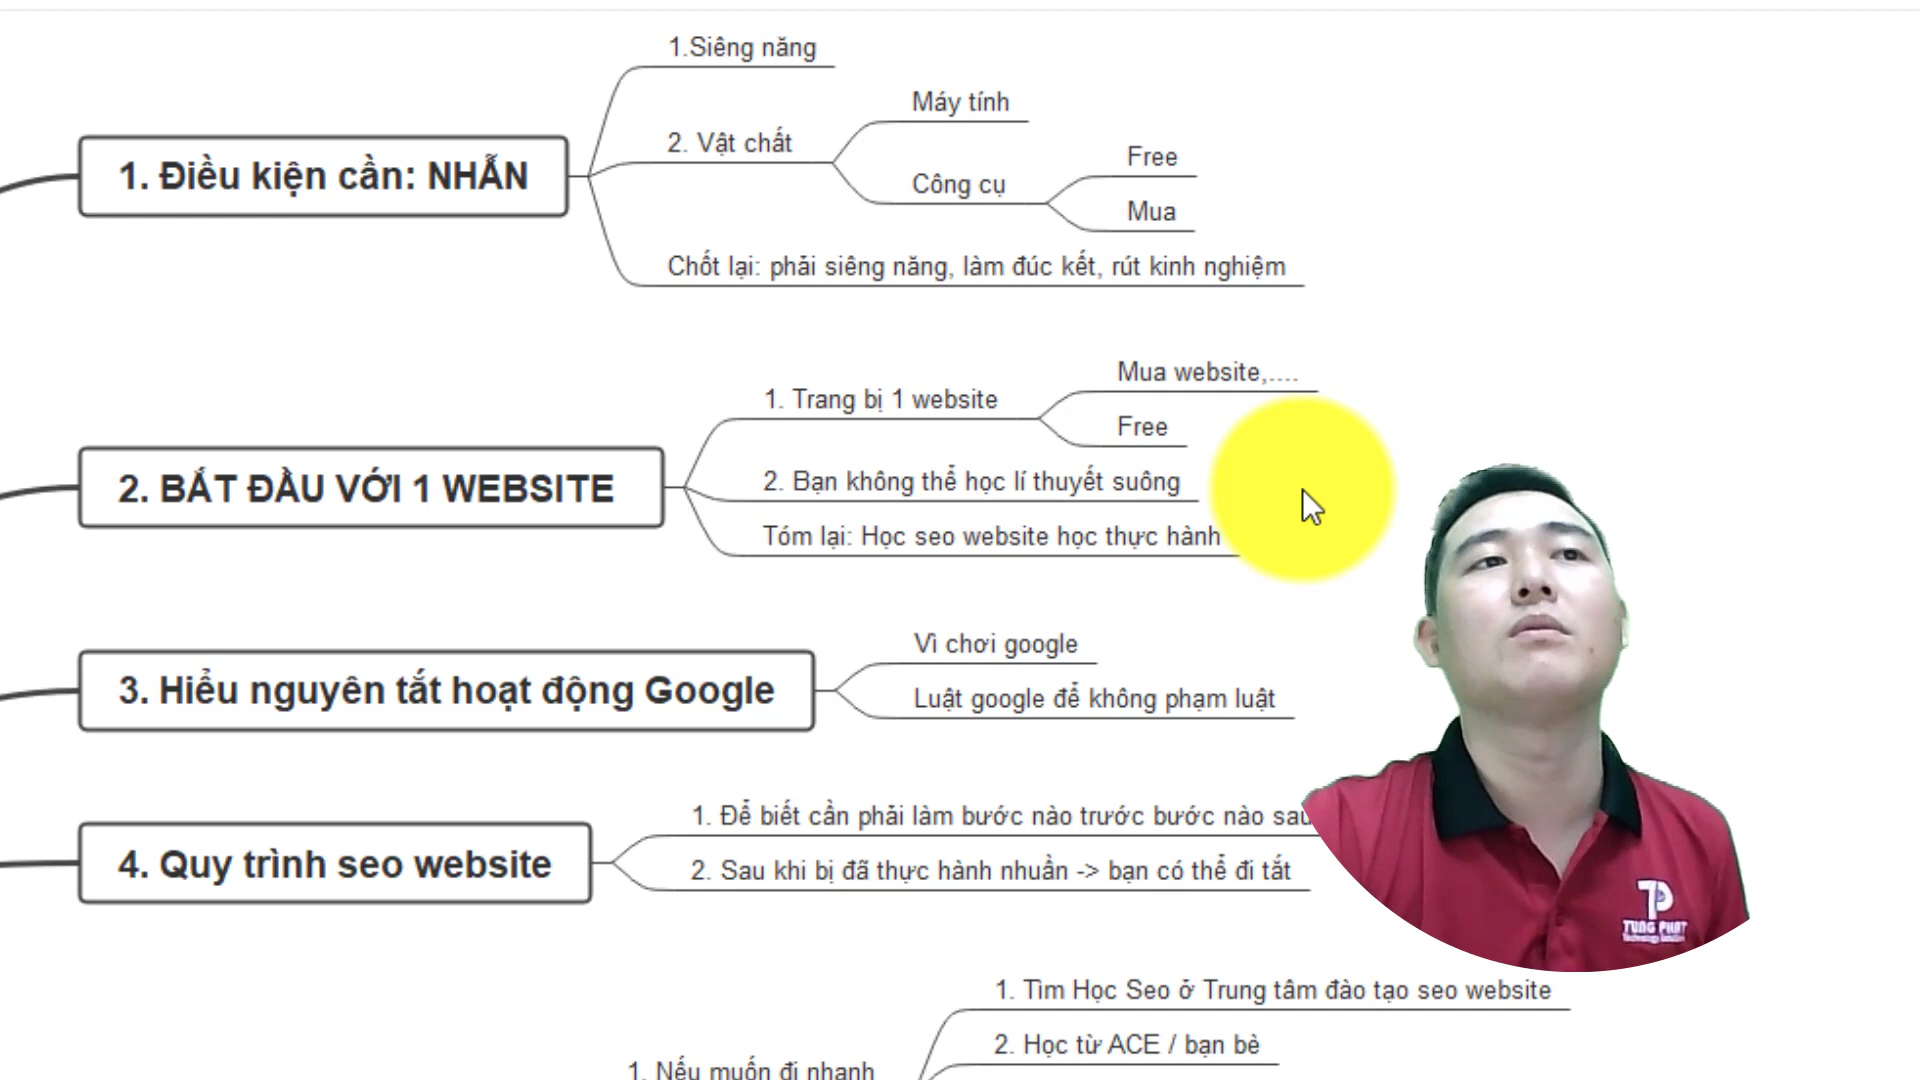 1.Siêng năng
Máy tính
2. Vật chất
Free
1. Điều kiện cần: NHẪN
Công cụ
Mua
Chốt lại: phải siêng năng, làm đúc kết, rút kinh nghiệm
Mua website,....
1. Trang bị 1 website
Free
2. BẮT ĐẦU VỚI 1 WEBSITE
2. Bạn không thể học lí thuyết suông
Tóm lại: Học seo website học thực hành
Vì chơi google
3. Hiểu nguyên tắt hoạt động Google
Luật google để không phạm luật
1. Để biết cần phải làm bước nào trước bước nào sau
4. Quy trình seo website
2. Sau khi bị đã thực hành nhuần -> bạn có thể đi tắt
TP
TUNG PHAT
1. Tìm Học Seo ở Trung tâm đào tạo seo website
2. Học từ ACE / bạn bè
1. Nếu muốn đi nhanh